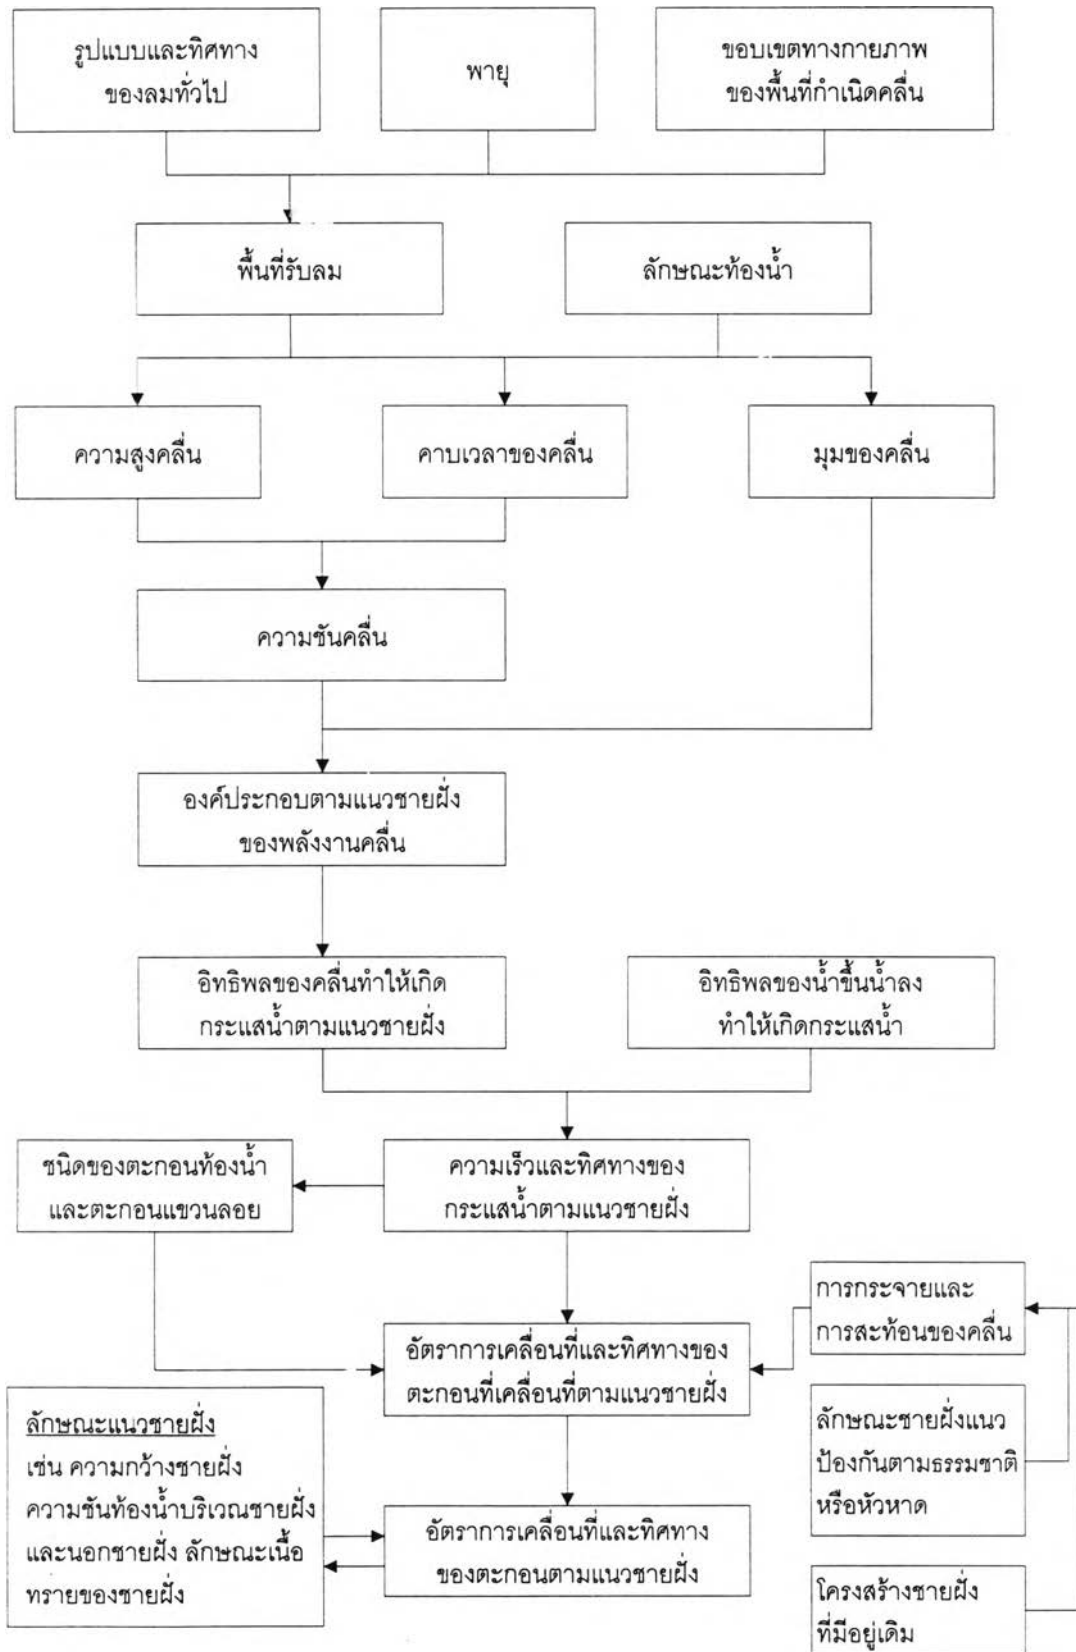 รูปแบบและทิศทาง
ของลมทั่วไป
พายุ
ขอบเขตทางกายภาพ
ของพื้นที่กำเนิดคลื่น
พื้นที่รับลม
ลักษณะท้องน้ำ
ความสูงคลื่น
คาบเวลาของคลื่น
มุมของคลื่น
ความชันคลื่น
องค์ประกอบตามแนวชายฝั่ง
ของพลังงานคลื่น
อิทธิพลของคลื่นทำให้เกิด
กระแสน้ำตามแนวชายฝั่ง
อิทธิพลของน้ำขึ้นน้ำลง
ทำให้เกิดกระแสน้ำ
ชนิดของตะกอนท้องน้ำ
และตะกอนแขวนลอย
ความเร็วและทิศทางของ
กระแสน้ำตามแนวชายฝั่ง
การกระจายและ
การสะท้อนของคลื่น
อัตราการเคลื่อนที่และทิศทางของ
ตะกอนที่เคลื่อนที่ตามแนวชายฝั่ง
ลักษณะแนวชายฝั่ง
เช่น ความกว้างชายฝั่ง
ความชันท้องน้ำบริเวณชายฝั่ง
และนอกชายฝั่ง ลักษณะเนื้อ
ทรายของชายฝั่ง
ลักษณะชายฝั่งแนว
ป้องกันตามธรรมชาติ
หรือหัวหาด
อัตราการเคลื่อนที่และทิศทาง
ของตะกอนตามแนวชายฝั่ง
โครงสร้างชายฝั่ง
ที่มีอยู่เดิม